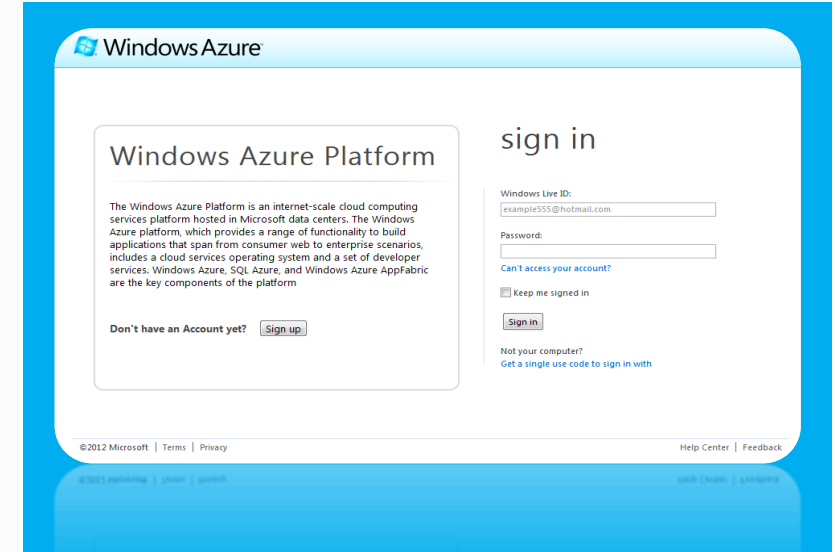 Windows Azure
Windows Azure Platform
The Windows Azure Platform is an internet-scale cloud computing
services platform hosted in Microsoft data centers. The Windows
Azure platform, which provides a range of functionality to build
applications that span from consumer web to enterprise scenarios,
includes a cloud services operating system and a set of developer
services. Windows Azure, SQL Azure, and Windows Azure AppFabric
are the key components of the platform
Don't have an Account yet? Sign up
sign in
Windows Live ID:
example555@hotmail.com
Password:
Can't access your account?
Keep me signed in
Sign in
Not your computer?
Get a single use code to sign in with
©2012 Microsoft | Terms | Privacy
Help Center | Feedback